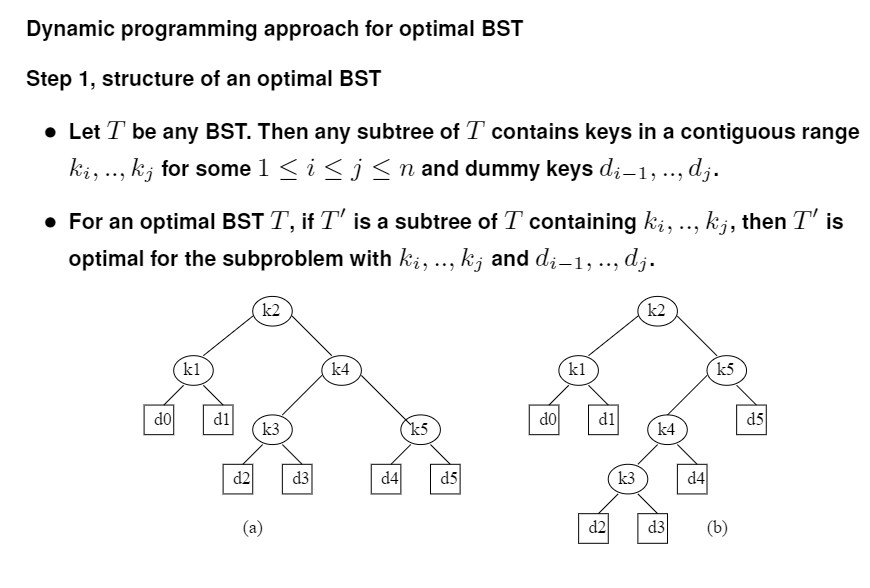 Dynamic programming approach for optimal BST
Step 1, structure of an optimal BST
● Let T be any BST. Then any subtree of T contains keys in a contiguous range
k_i, .., k_j for some 1 ≤ i ≤ j ≤ n and dummy keys d_{i−1}, .., d_j.
● For an optimal BST T, if T′ is a subtree of T containing k_i, .., k_j, then T′ is
optimal for the subproblem with k_i, .., k_j and d_{i−1}, .., d_j.
k2
k1 k4
d0 d1 k3 k5
d2 d3 d4 d5
(a)
k2
k1 k5
d0 d1 k4 d5
k3 d4
d2 d3
(b)